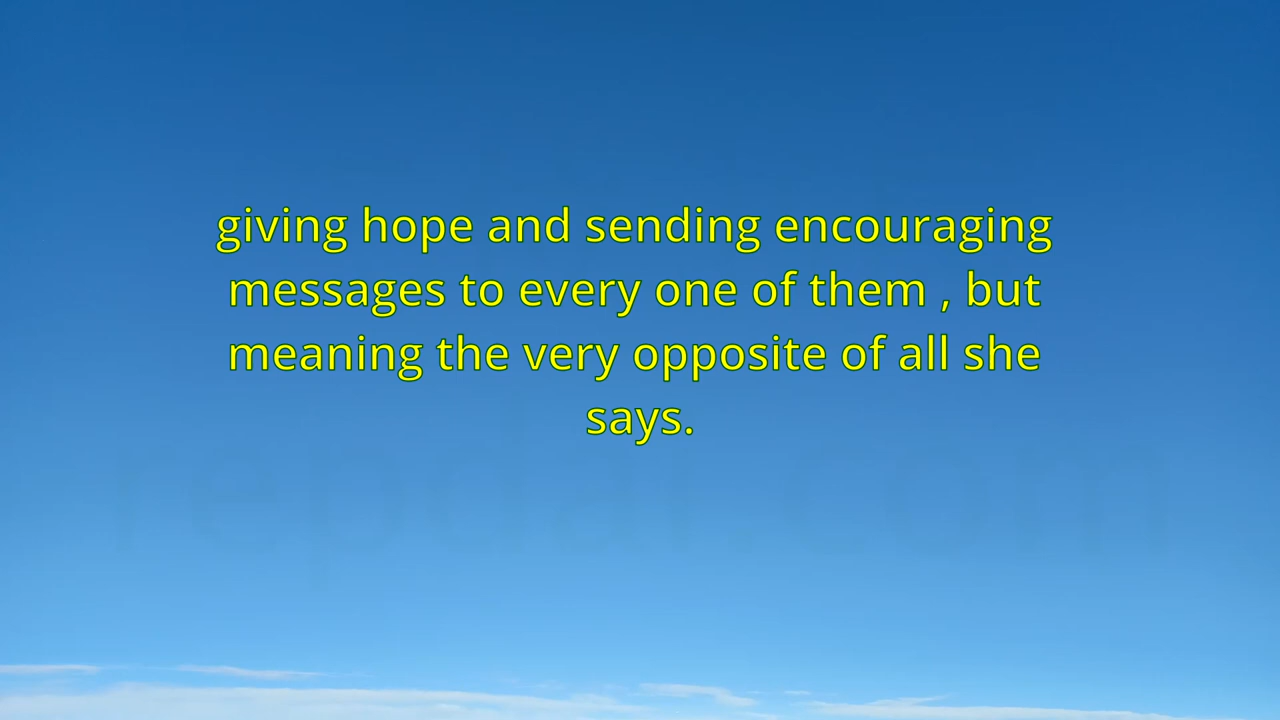 giving hope and sending encouraging
messages to every one of them , but
meaning the very opposite of all she
says.